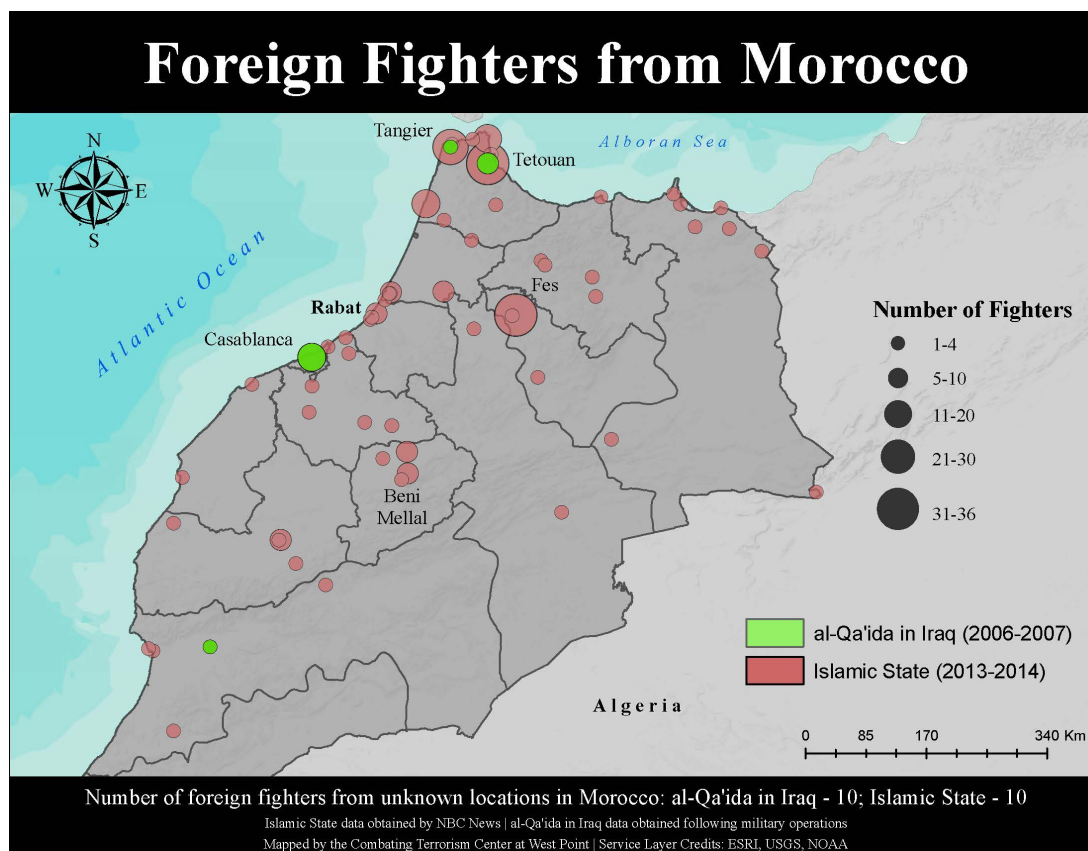 Foreign Fighters from Morocco
N
W
E
S
Tangier
Tetouan
Alboran Sea
Atlantic Ocean
Fes
Rabat
Casablanca
Beni
Mellal
Number of Fighters
1-4
5-10
11-20
21-30
31-36
al-Qa'ida in Iraq (2006-2007)
Islamic State (2013-2014)
Algeria
0 85 170 340 Km
Number of foreign fighters from unknown locations in Morocco: al-Qa'ida in Iraq - 10; Islamic State - 10
Islamic State data obtained by NBC News | al-Qa'ida in Iraq data obtained following military operations
Mapped by the Combating Terrorism Center at West Point | Service Layer Credits: ESRI, USGS, NOAA